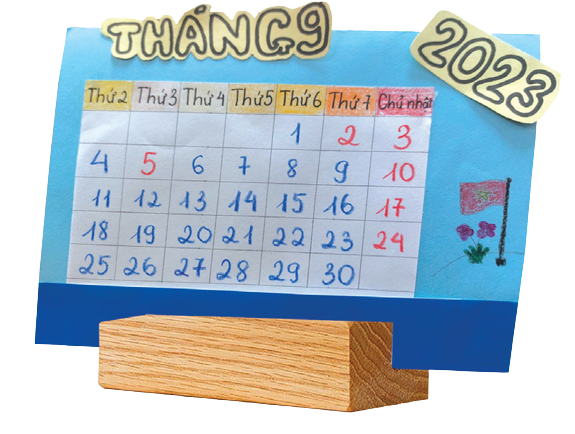 THÁNG 9
2023
Thứ 2 Thứ 3 Thứ 4 Thứ 5 Thứ 6 Thứ 7 Chủ nhật
1 2 3
4 5 6 7 8 9 10
11 12 13 14 15 16 17
18 19 20 21 22 23 24
25 26 27 28 29 30